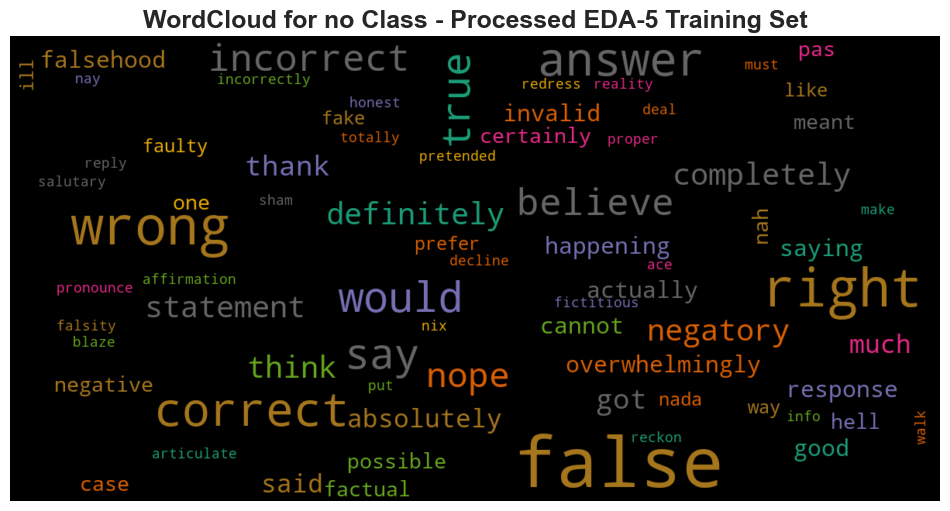 WordCloud for no Class - Processed EDA-5 Training Set
ill
falsehood
nay
incorrect
incorrectly
true
answer
redress
reality
must
pas
like
honest
fake
totally
invalid
deal
meant
certainly
proper
faulty
pretended
reply
thank
salutary
completely
one
sham
definitely
believe
make
wrong
prefer
decline
happening
nah
saying
ace
pronounce
affirmation
actually
right
statement
would
fictitious
falsity
blaze
nix
cannot
negatory
much
say
think
nope
overwhelmingly
negative
put
response
correct
absolutely
got
nada
way
info
hell
walk
reckon
good
articulate
false
possible
case
said
factual